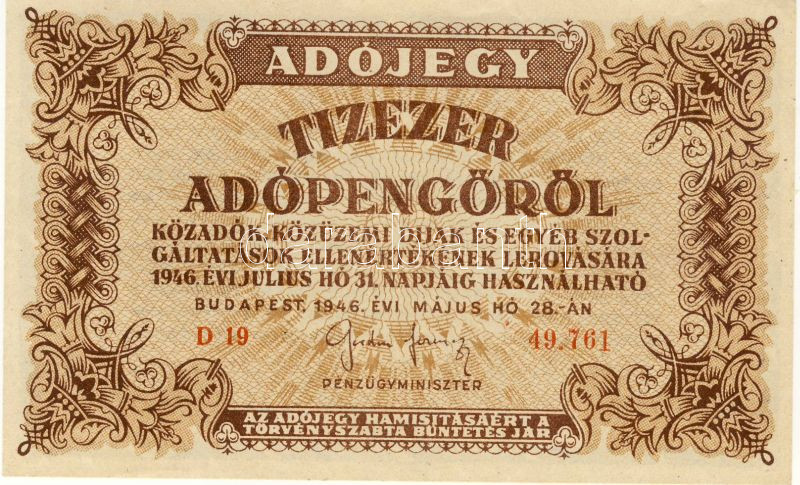 ADÓJEGY
TIZEZER
ADÓPENGŐRŐL
KÖZADÓK, KÖZÜZEMI DIJAK ÉS EGYÉB SZOL-
GÁLTATÁSOK ELLENÉRTÉKÉNEK LEROVÁSÁRA
1946. ÉVI JULIUS HÓ 31. NAPJÁIG HASZNÁLHATÓ
BUDAPEST, 1946. ÉVI MÁJUS HÓ 28.-ÁN
D 19 49.761
PÉNZÜGYMINISZTER
AZ ADÓJEGY HAMISITÁSÁÉRT A
TÖRVÉNYSZABTA BÜNTETÉS JÁR